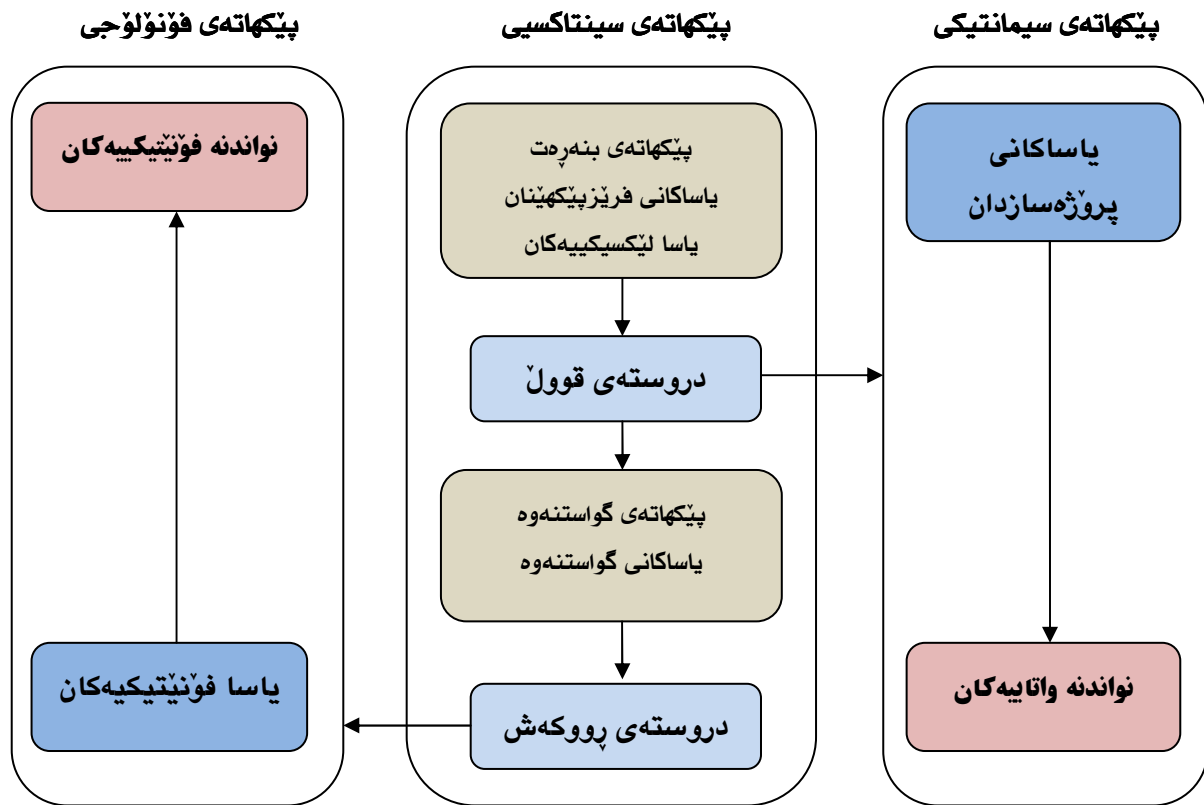 پێکهاتەی سیمانتیکی
پێکهاتەی سینتاکسیی
پێکهاتەی فۆنۆلۆجی
یاساکانی
پرۆژەسازدان
نواندنە واتاییەکان
پێکهاتەی بنەڕەت
یاساکانی فرێزپێکهێنان
یاسا لێکسیکییەکان
دروستەی قووڵ
پێکهاتەی گواستنەوە
یاساکانی گواستنەوە
دروستەی ڕووکەش
نواندنە فۆنێتیکییەکان
یاسا فۆنێتیکیەکان